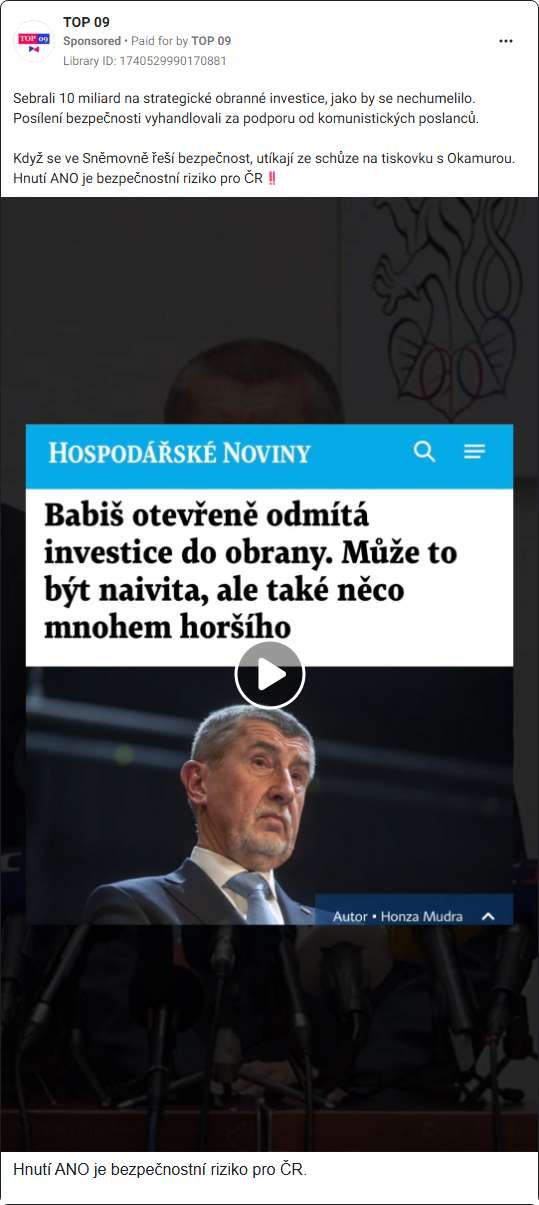 TOP 09
Sponsored • Paid for by TOP 09
Library ID: 1740529990170881
TOP 09
Sebrali 10 miliard na strategické obranné investice, jako by se nechumelilo.
Posílení bezpečnosti vyhandlovali za podporu od komunistických poslanců.
Když se ve Sněmovně řeší bezpečnost, utíkají ze schůze na tiskovku s Okamurou.
Hnutí ANO je bezpečnostní riziko pro ČR ‼️
HOSPODÁŘSKÉ NOVINY
Babiš otevřeně odmítá
investice do obrany. Může to
být naivita, ale také něco
mnohem horšího
Autor • Honza Mudra
Hnutí ANO je bezpečnostní riziko pro ČR.